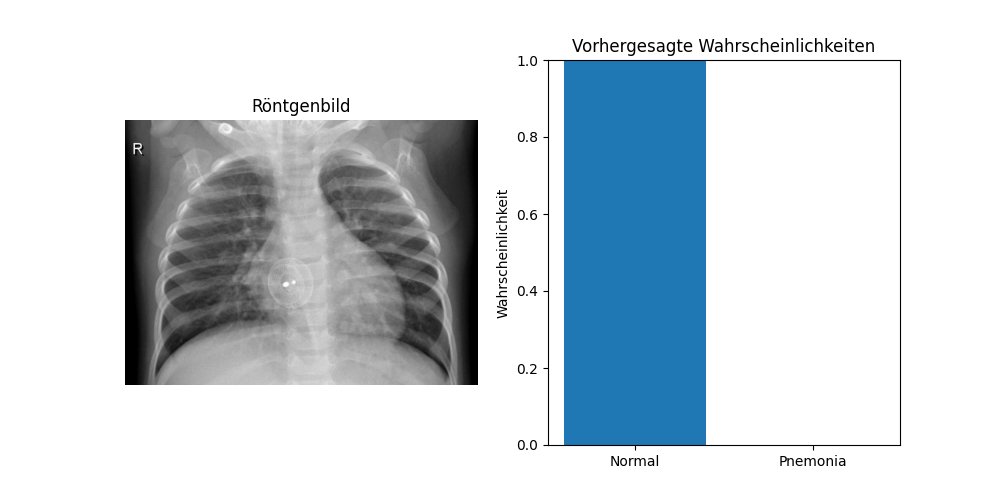 Röntgenbild
R
Vorhergesagte Wahrscheinlichkeiten
Wahrscheinlichkeit
1.0
0.8
0.6
0.4
0.2
0.0
Normal
Pnemonia